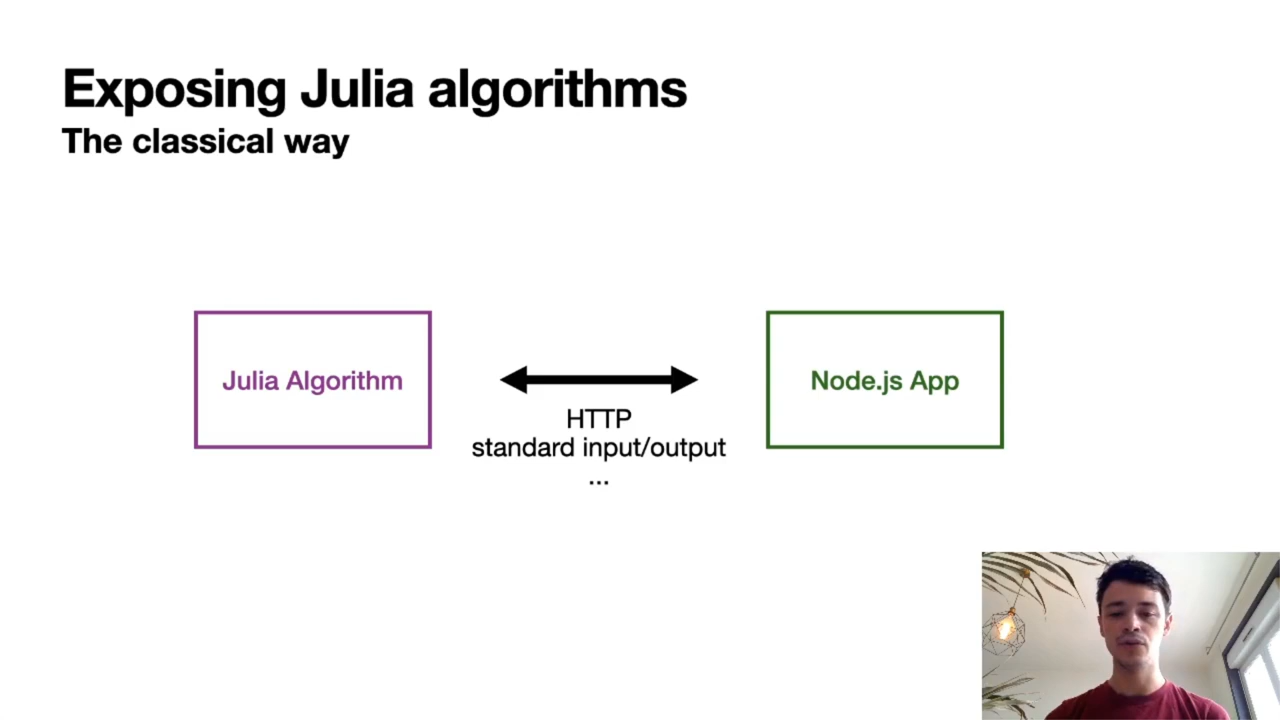 Exposing Julia algorithms
The classical way
Julia Algorithm
Node.js App
HTTP
standard input/output
...